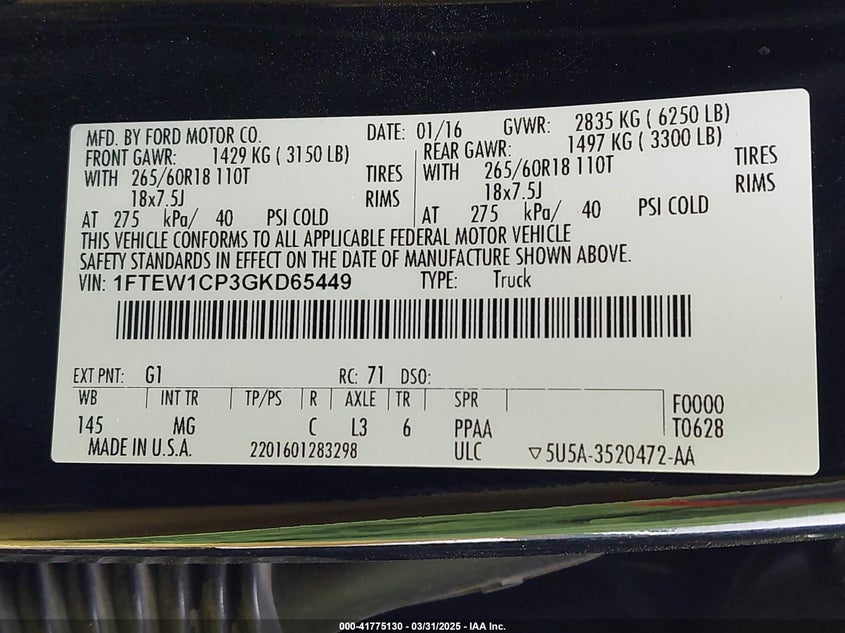 MFD. BY FORD MOTOR CO. DATE: 01/16 GVWR: 2835 KG ( 6250 LB)
FRONT GAWR: 1429 KG ( 3150 LB) REAR GAWR: 1497 KG ( 3300 LB)
WITH 265/60R18 110T TIRES WITH 265/60R18 110T TIRES
18x7.5J RIMS 18x7.5J RIMS
AT 275 kPa/ 40 PSI COLD AT 275 kPa/ 40 PSI COLD
THIS VEHICLE CONFORMS TO ALL APPLICABLE FEDERAL MOTOR VEHICLE
SAFETY STANDARDS IN EFFECT ON THE DATE OF MANUFACTURE SHOWN ABOVE.
VIN: 1FTEW1CP3GKD65449 TYPE: Truck
EXT PNT: G1 RC: 71 DSO:
WB INT TR TP/PS R AXLE TR SPR F0000
145 MG C L3 6 PPAA T0628
MADE IN U.S.A. 2201601283298 ULC ▽5U5A-3520472-AA
000-41775130 - 03/31/2025 - IAA Inc.